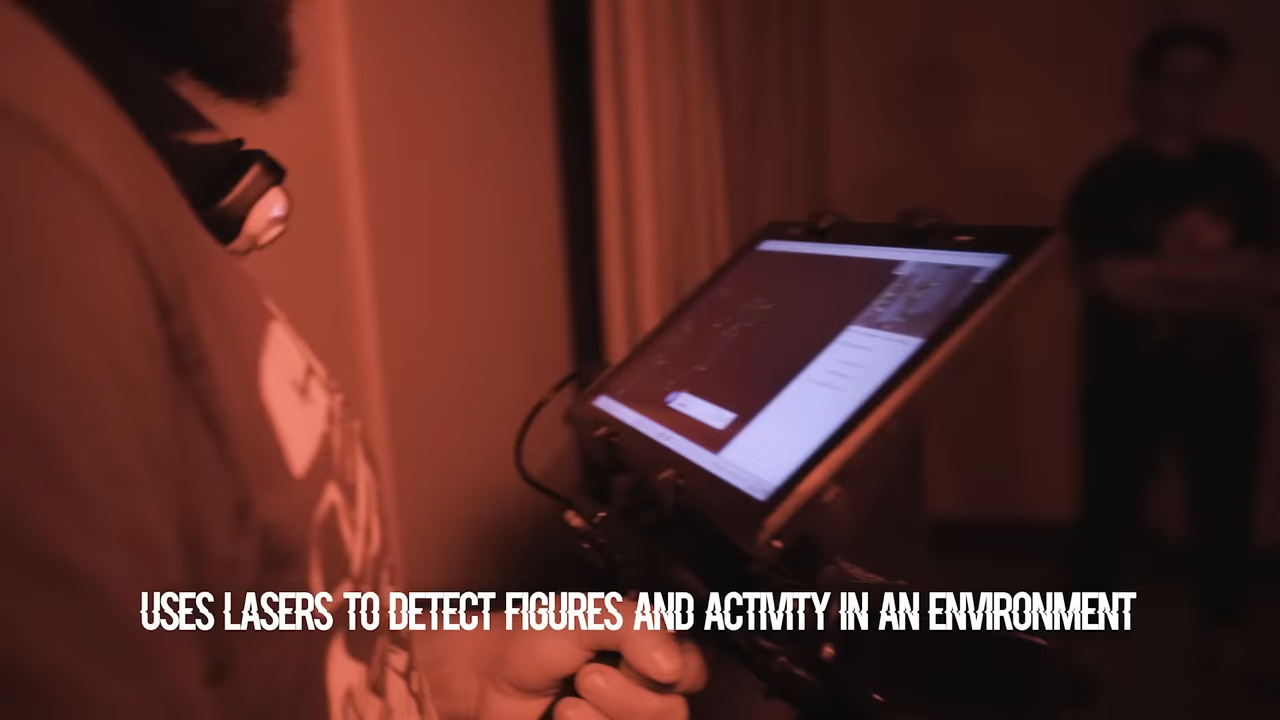 USES LASERS TO DETECT FIGURES AND ACTIVITY IN AN ENVIRONMENT